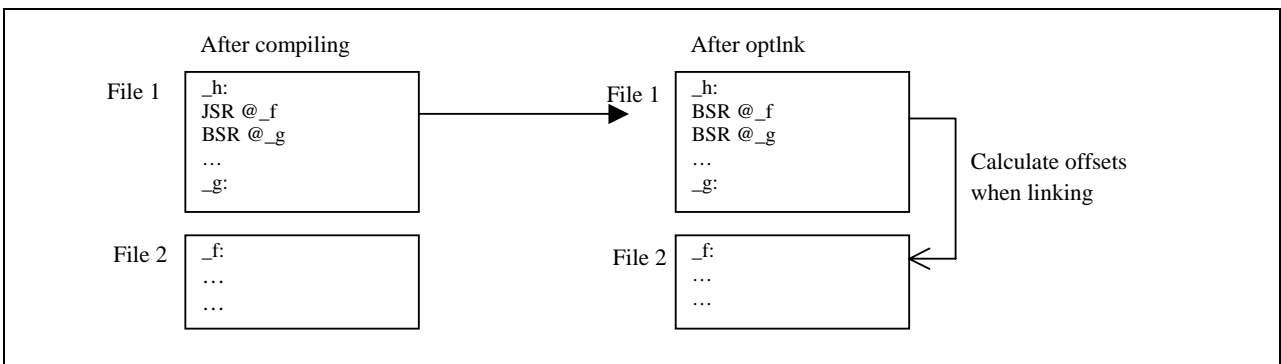 After compiling
File 1
_h:
JSR @_f
BSR @_g
…
_g:
File 2
_f:
…
…
After optlnk
File 1
_h:
BSR @_f
BSR @_g
…
_g:
Calculate offsets
when linking
File 2
_f:
…
…